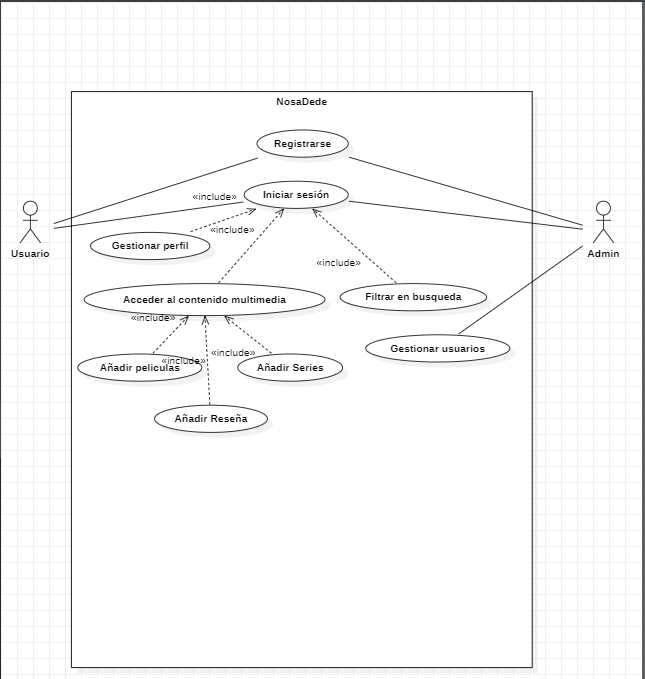 NosaDede
Registrarse
Iniciar sesión
«include»
Usuario
Admin
«include»
Gestionar perfil
«include»
Acceder al contenido multimedia
Filtrar en busqueda
«include»
Gestionar usuarios
«include»
«include»
Añadir peliculas
Añadir Series
Añadir Reseña